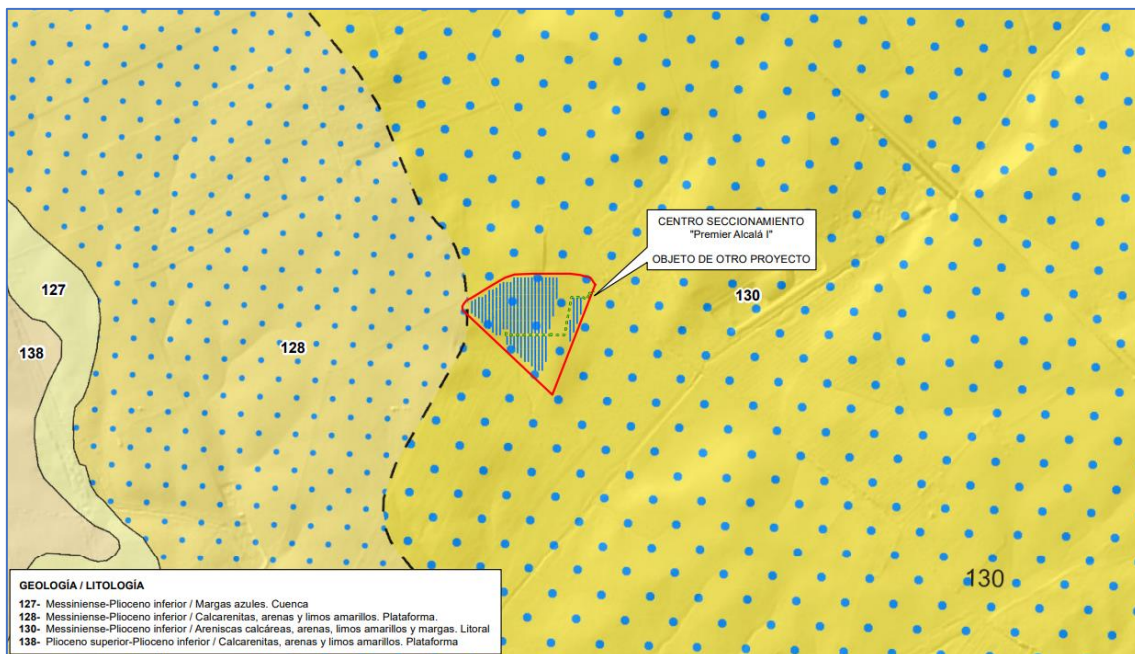 CENTRO SECCIONAMIENTO
"Premier Alcalá I"
OBJETO DE OTRO PROYECTO
127
130
128
138
130
GEOLOGÍA / LITOLOGÍA
127- Messiniense-Plioceno inferior / Margas azules. Cuenca
128- Messiniense-Plioceno inferior / Calcarenitas, arenas y limos amarillos. Plataforma.
130- Messiniense-Plioceno inferior / Areniscas calcáreas, arenas, limos amarillos y margas. Litoral
138- Plioceno superior-Plioceno inferior / Calcarenitas, arenas y limos amarillos. Plataforma